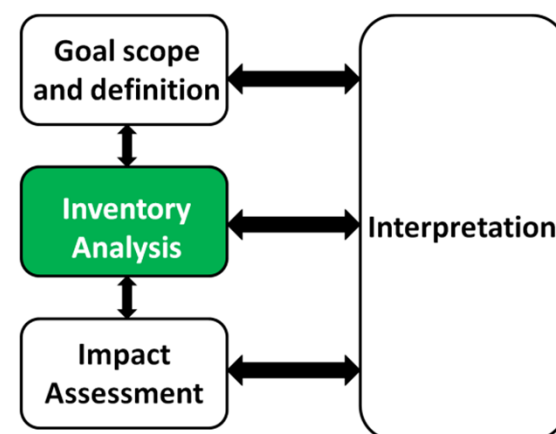 Goal scope
and definition
Inventory
Analysis
Interpretation
Impact
Assessment